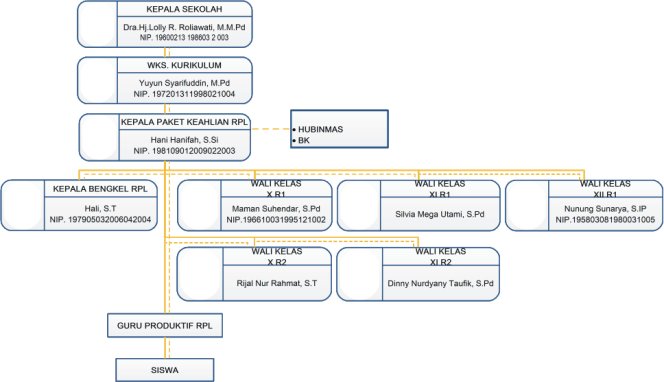 KEPALA SEKOLAH
Dra.Hj.Lolly R. Roliawati, M.M.Pd
NIP. 19600213 198603 2 003
WKS. KURIKULUM
Yuyun Syarifuddin, M.Pd
NIP. 197201311998021004
KEPALA PAKET KEAHLIAN RPL
Hani Hanifah, S.Si
NIP. 198109012009022003
• HUBINMAS
• BK
KEPALA BENGKEL RPL
Hali, S.T
NIP. 197905032006042004
WALI KELAS
X R1
Maman Suhendar, S.Pd
NIP.196610031995121002
WALI KELAS
XI R1
Silvia Mega Utami, S.Pd
WALI KELAS
XII R1
Nunung Sunarya, S.IP
NIP.195803081980031005
WALI KELAS
X R2
Rijal Nur Rahmat, S.T
WALI KELAS
XI R2
Dinny Nurdyany Taufik, S.Pd
GURU PRODUKTIF RPL
SISWA